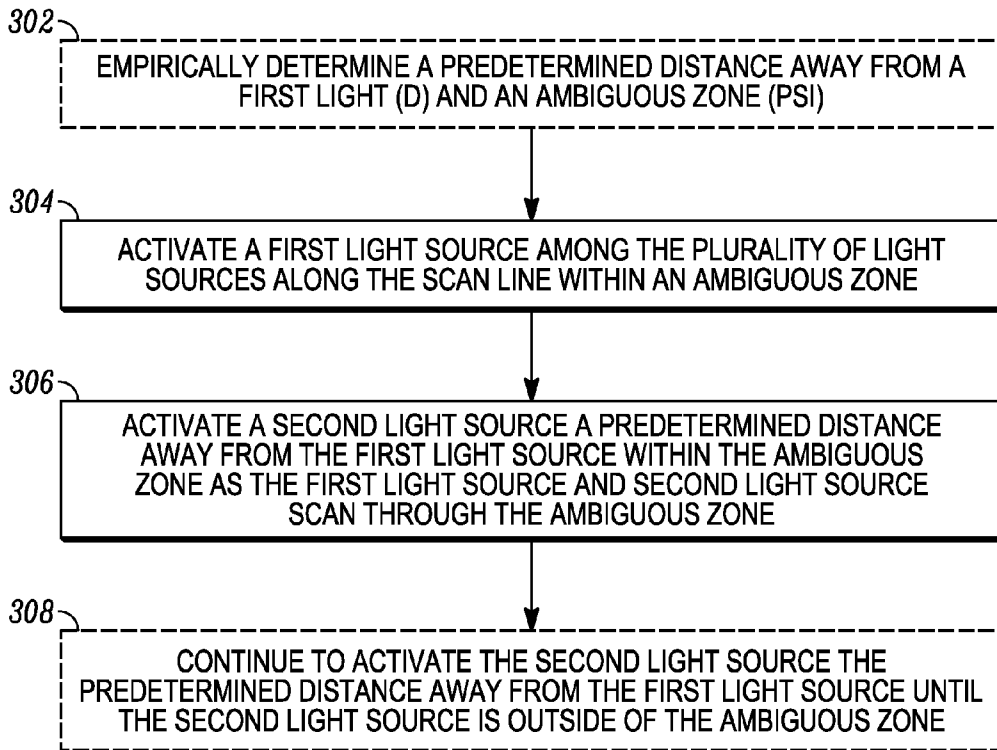 302
EMPIRICALLY DETERMINE A PREDETERMINED DISTANCE AWAY FROM A
FIRST LIGHT (D) AND AN AMBIGUOUS ZONE (PSI)
304
ACTIVATE A FIRST LIGHT SOURCE AMONG THE PLURALITY OF LIGHT
SOURCES ALONG THE SCAN LINE WITHIN AN AMBIGUOUS ZONE
306
ACTIVATE A SECOND LIGHT SOURCE A PREDETERMINED DISTANCE
AWAY FROM THE FIRST LIGHT SOURCE WITHIN THE AMBIGUOUS
ZONE AS THE FIRST LIGHT SOURCE AND SECOND LIGHT SOURCE
SCAN THROUGH THE AMBIGUOUS ZONE
308
CONTINUE TO ACTIVATE THE SECOND LIGHT SOURCE THE
PREDETERMINED DISTANCE AWAY FROM THE FIRST LIGHT SOURCE UNTIL
THE SECOND LIGHT SOURCE IS OUTSIDE OF THE AMBIGUOUS ZONE